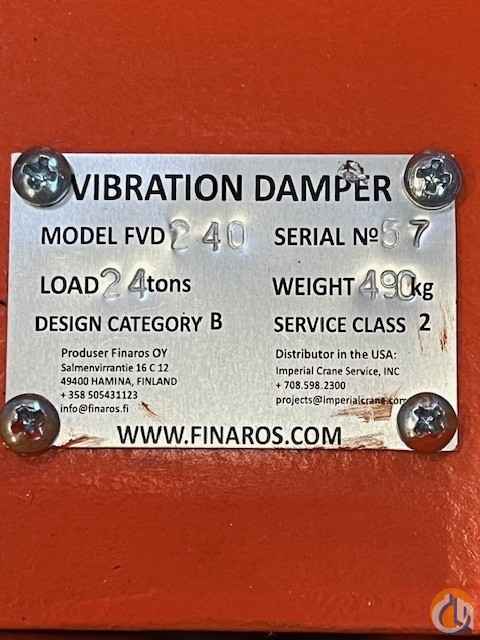 VIBRATION DAMPER
MODEL FVD 240 SERIAL № 57
LOAD 24 tons WEIGHT 490 kg
DESIGN CATEGORY B SERVICE CLASS 2
Produser Finaros OY
Salmenvirrantie 16 C 12
49400 HAMINA, FINLAND
+ 358 505431123
info@finaros.fi
Distributor in the USA:
Imperial Crane Service, INC
+ 708.598.2300
projects@imperialcrane.com
WWW.FINAROS.COM